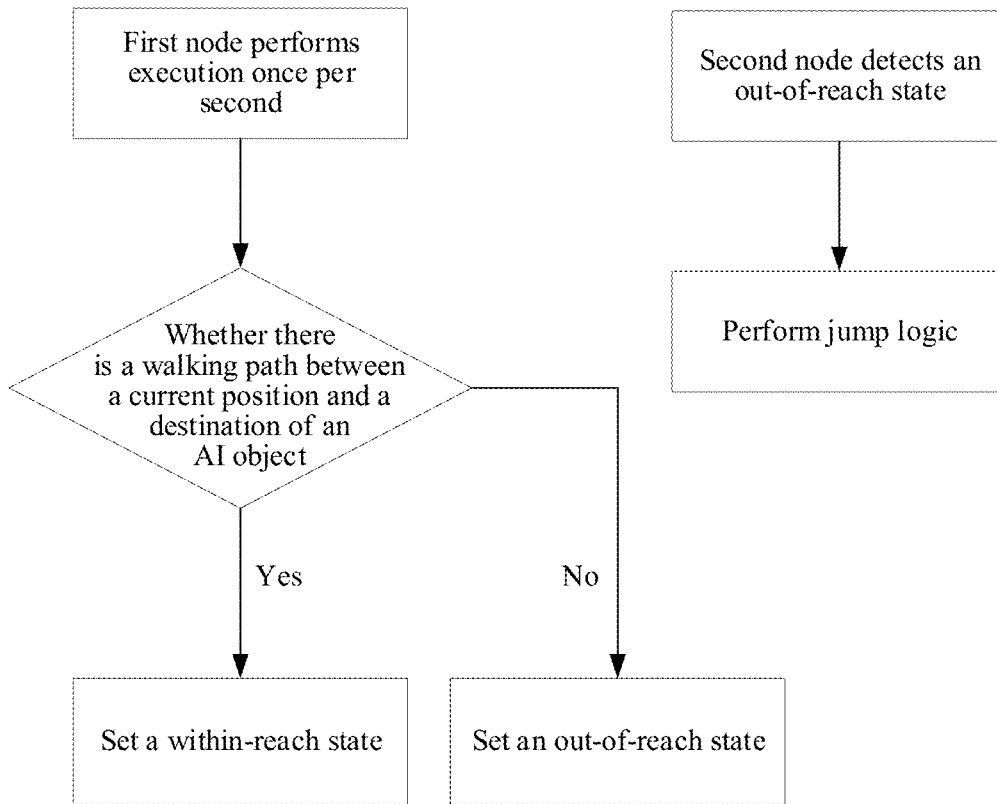 First node performs
execution once per
second
Whether there
is a walking path between
a current position and a
destination of an
AI object
Yes
No
Set a within-reach state
Set an out-of-reach state
Second node detects an
out-of-reach state
Perform jump logic